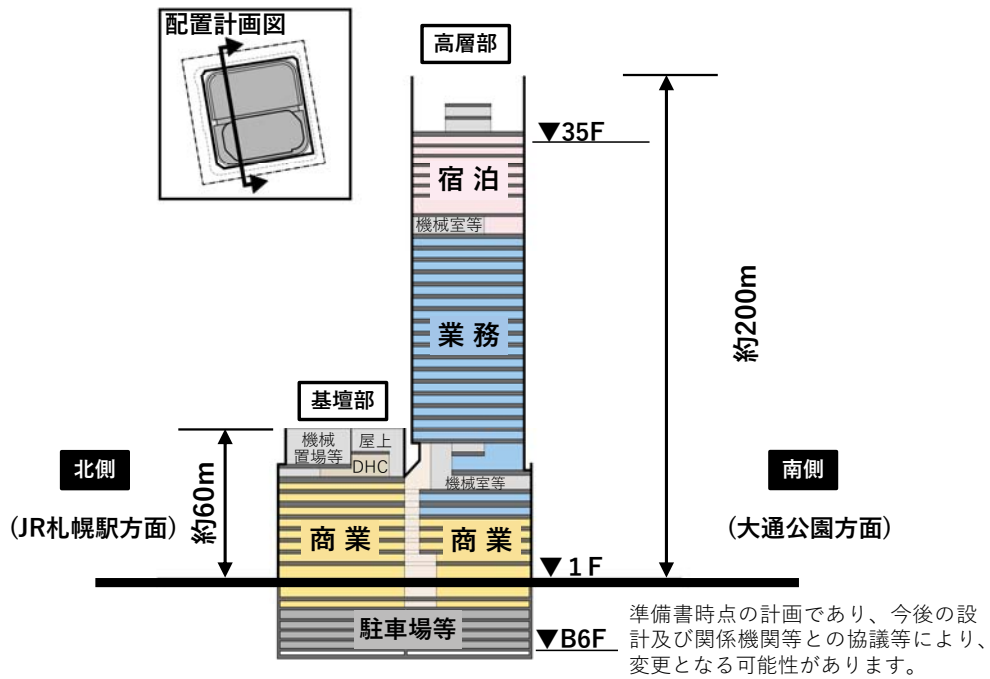 配置計画図
高層部
▼35F
宿泊
機械室等
業務
約200m
基壇部
機械
置場等
屋上
DHC
機械室等
北側
(JR札幌駅方面)
約60m
南側
(大通公園方面)
商業
商業
▼1F
駐車場等
▼B6F
準備書時点の計画であり、今後の設
計及び関係機関等との協議等により、
変更となる可能性があります。